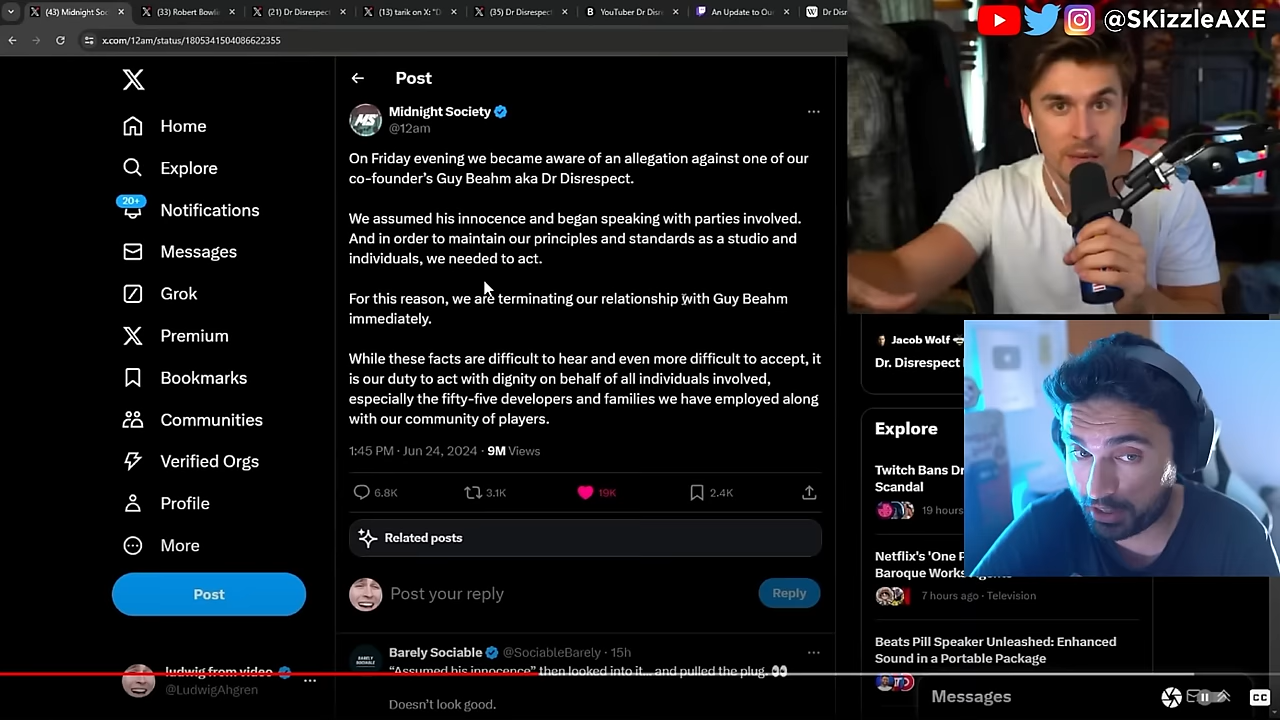 (43) Midnight Soc
(33) Robert Bowli
(21) Dr Disrespect
(13) tarik on X: "D
(35) Dr Disrespect
YouTuber Dr Dis
An Update to Ou
Dr Dis
@SKizzleAXE
x.com/12am/status/1805341504086622355
Home
Explore
20+
Notifications
Messages
Grok
Premium
Bookmarks
Communities
Verified Orgs
Profile
More
Post
ludwig from video
@LudwigAhgren
Post
Midnight Society
@12am
On Friday evening we became aware of an allegation against one of our
co-founder's Guy Beahm aka Dr Disrespect.
We assumed his innocence and began speaking with parties involved.
And in order to maintain our principles and standards as a studio and
individuals, we needed to act.
For this reason, we are terminating our relationship with Guy Beahm
immediately.
While these facts are difficult to hear and even more difficult to accept, it
is our duty to act with dignity on behalf of all individuals involved,
especially the fifty-five developers and families we have employed along
with our community of players.
1:45 PM · Jun 24, 2024 · 9M Views
6.8K
3.1K
19K
2.4K
Related posts
Post your reply
Reply
Barely Sociable @SociableBarely · 15h
"Assumed his innocence" then looked into it... and pulled the plug. 👀
Doesn't look good.
Jacob Wolf
Dr. Disrespect
Explore
Twitch Bans Dr
Scandal
19 hours
Netflix's 'One P
Baroque Works
7 hours ago · Television
Beats Pill Speaker Unleashed: Enhanced
Sound in a Portable Package
Messages
CC